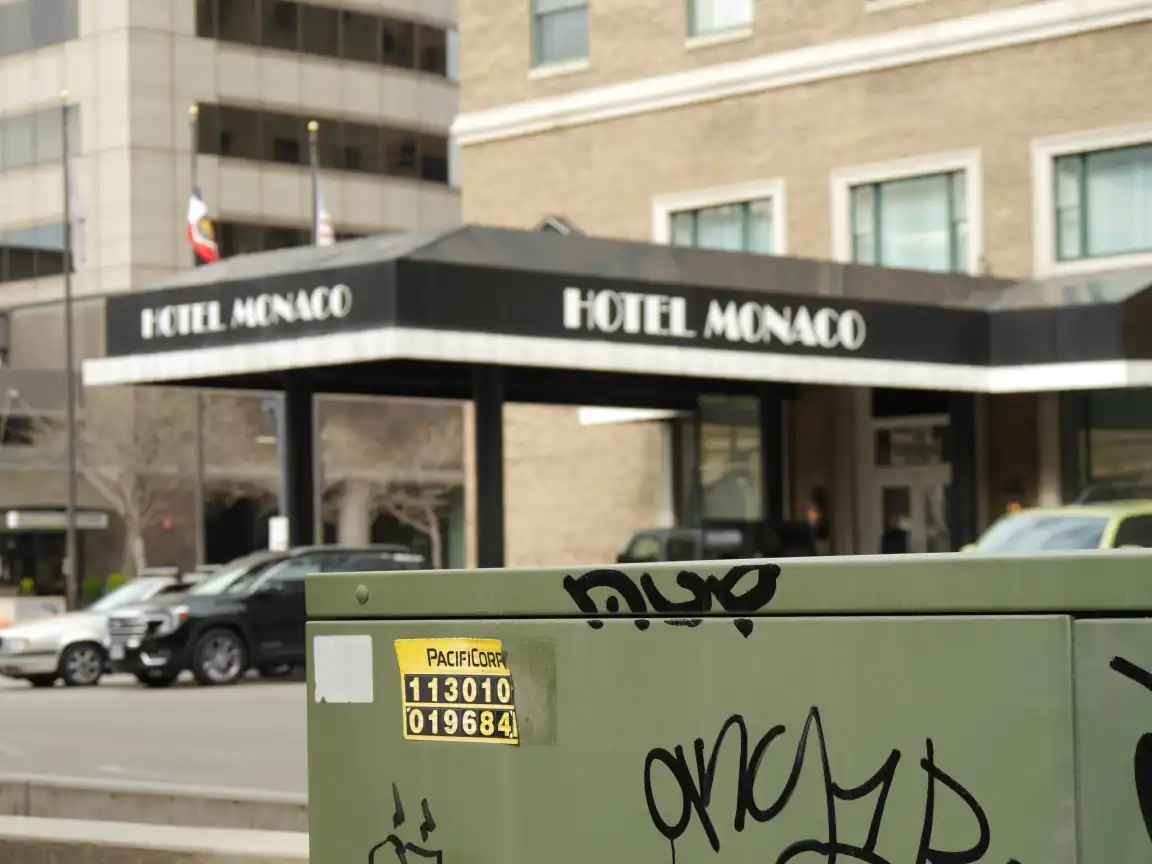 HOTEL MONACO
HOTEL MONACO
PACIFICORP
113010
019684